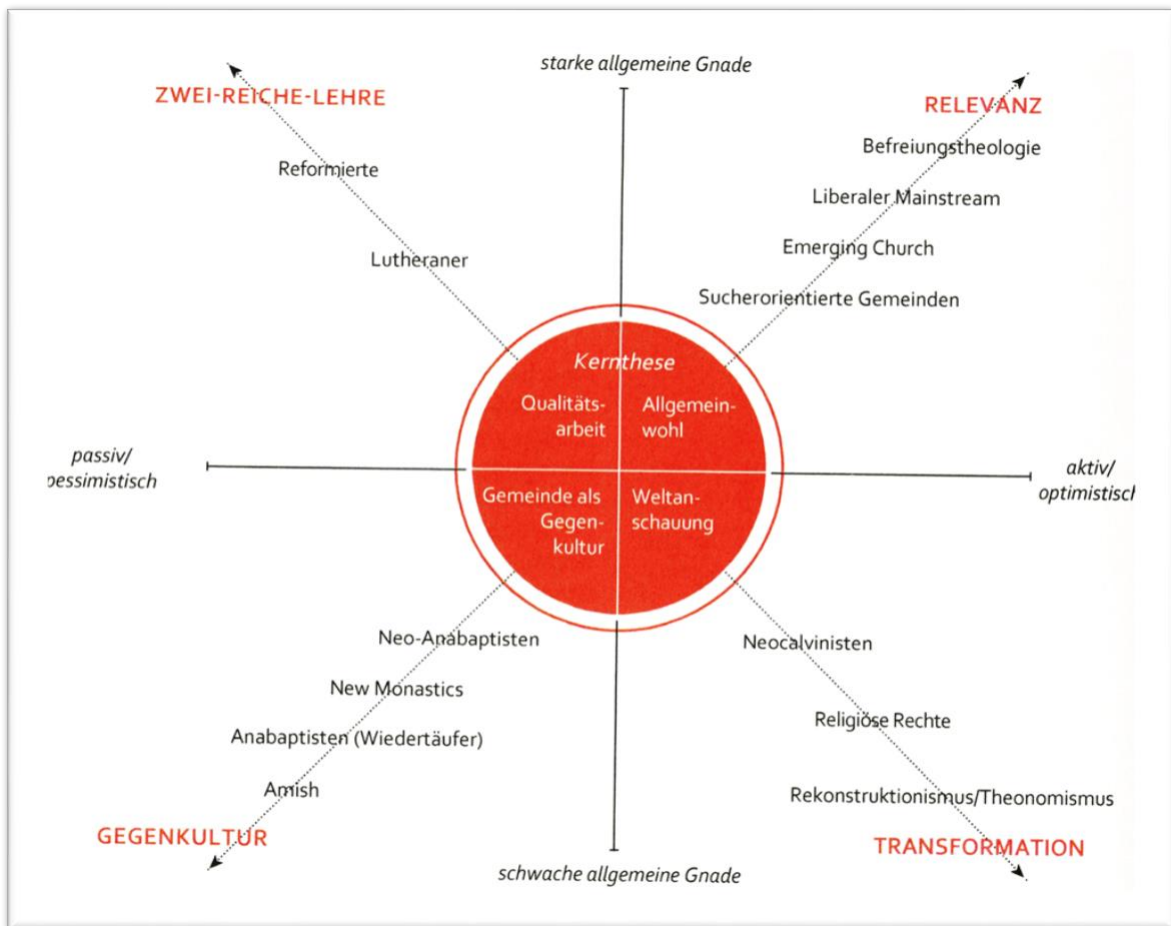 starke allgemeine Gnade
ZWEI-REICHE-LEHRE
RELEVANZ
Reformierte
Befreiungstheologie
Liberaler Mainstream
Lutheraner
Emerging Church
Sucherorientierte Gemeinden
Kernthese
Qualitäts-
arbeit
Allgemein-
wohl
passiv/
pessimistisch
aktiv/
optimistisch
Gemeinde als
Gegen-
kultur
Weltan-
schauung
Neo-Anabaptisten
Neocalvinisten
New Monastics
Religiöse Rechte
Anabaptisten (Wiedertäufer)
Amish
Rekonstruktionismus/Theonomismus
GEGENKULTUR
TRANSFORMATION
schwache allgemeine Gnade